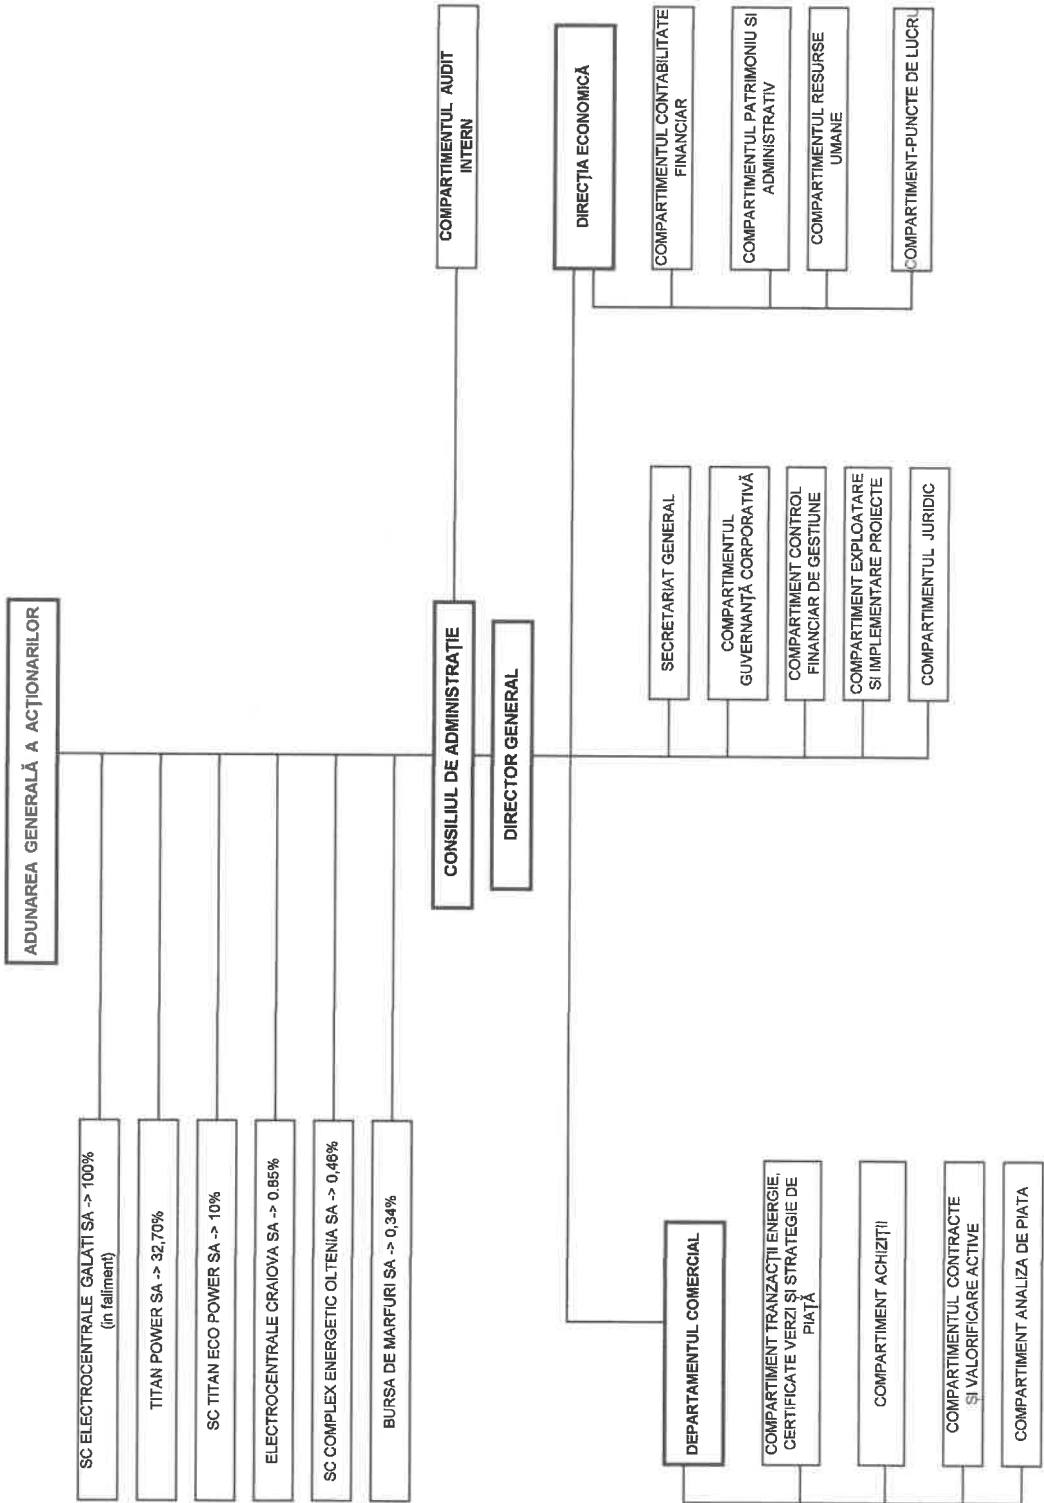 ADUNAREA GENERALĂ A ACȚIONARILOR
SC ELECTROCENTRALE GALATI SA -> 100%
(in faliment)
TITAN POWER SA -> 32,70%
SC TITAN ECO POWER SA -> 10%
ELECTROCENTRALE CRAIOVA SA -> 0.85%
SC COMPLEX ENERGETIC OLTENIA SA -> 0,46%
BURSA DE MARFURI SA -> 0,34%
CONSILIUL DE ADMINISTRAȚIE
COMPARTIMENTUL AUDIT
INTERN
DIRECTOR GENERAL
DEPARTAMENTUL COMERCIAL
COMPARTIMENT TRANZACȚII ENERGIE,
CERTIFICATE VERZI ȘI STRATEGIE DE
PIAȚĂ
COMPARTIMENT ACHIZIȚII
COMPARTIMENTUL CONTRACTE
ȘI VALORIFICARE ACTIVE
COMPARTIMENT ANALIZA DE PIATA
SECRETARIAT GENERAL
COMPARTIMENTUL
GUVERNANȚĂ CORPORATIVĂ
COMPARTIMENT CONTROL
FINANCIAR DE GESTIUNE
COMPARTIMENT EXPLOATARE
SI IMPLEMENTARE PROIECTE
COMPARTIMENTUL JURIDIC
DIRECȚIA ECONOMICĂ
COMPARTIMENTUL CONTABILITATE
FINANCIAR
COMPARTIMENTUL PATRIMONIU SI
ADMINISTRATIV
COMPARTIMENTUL RESURSE
UMANE
COMPARTIMENT-PUNCTE DE LUCRU